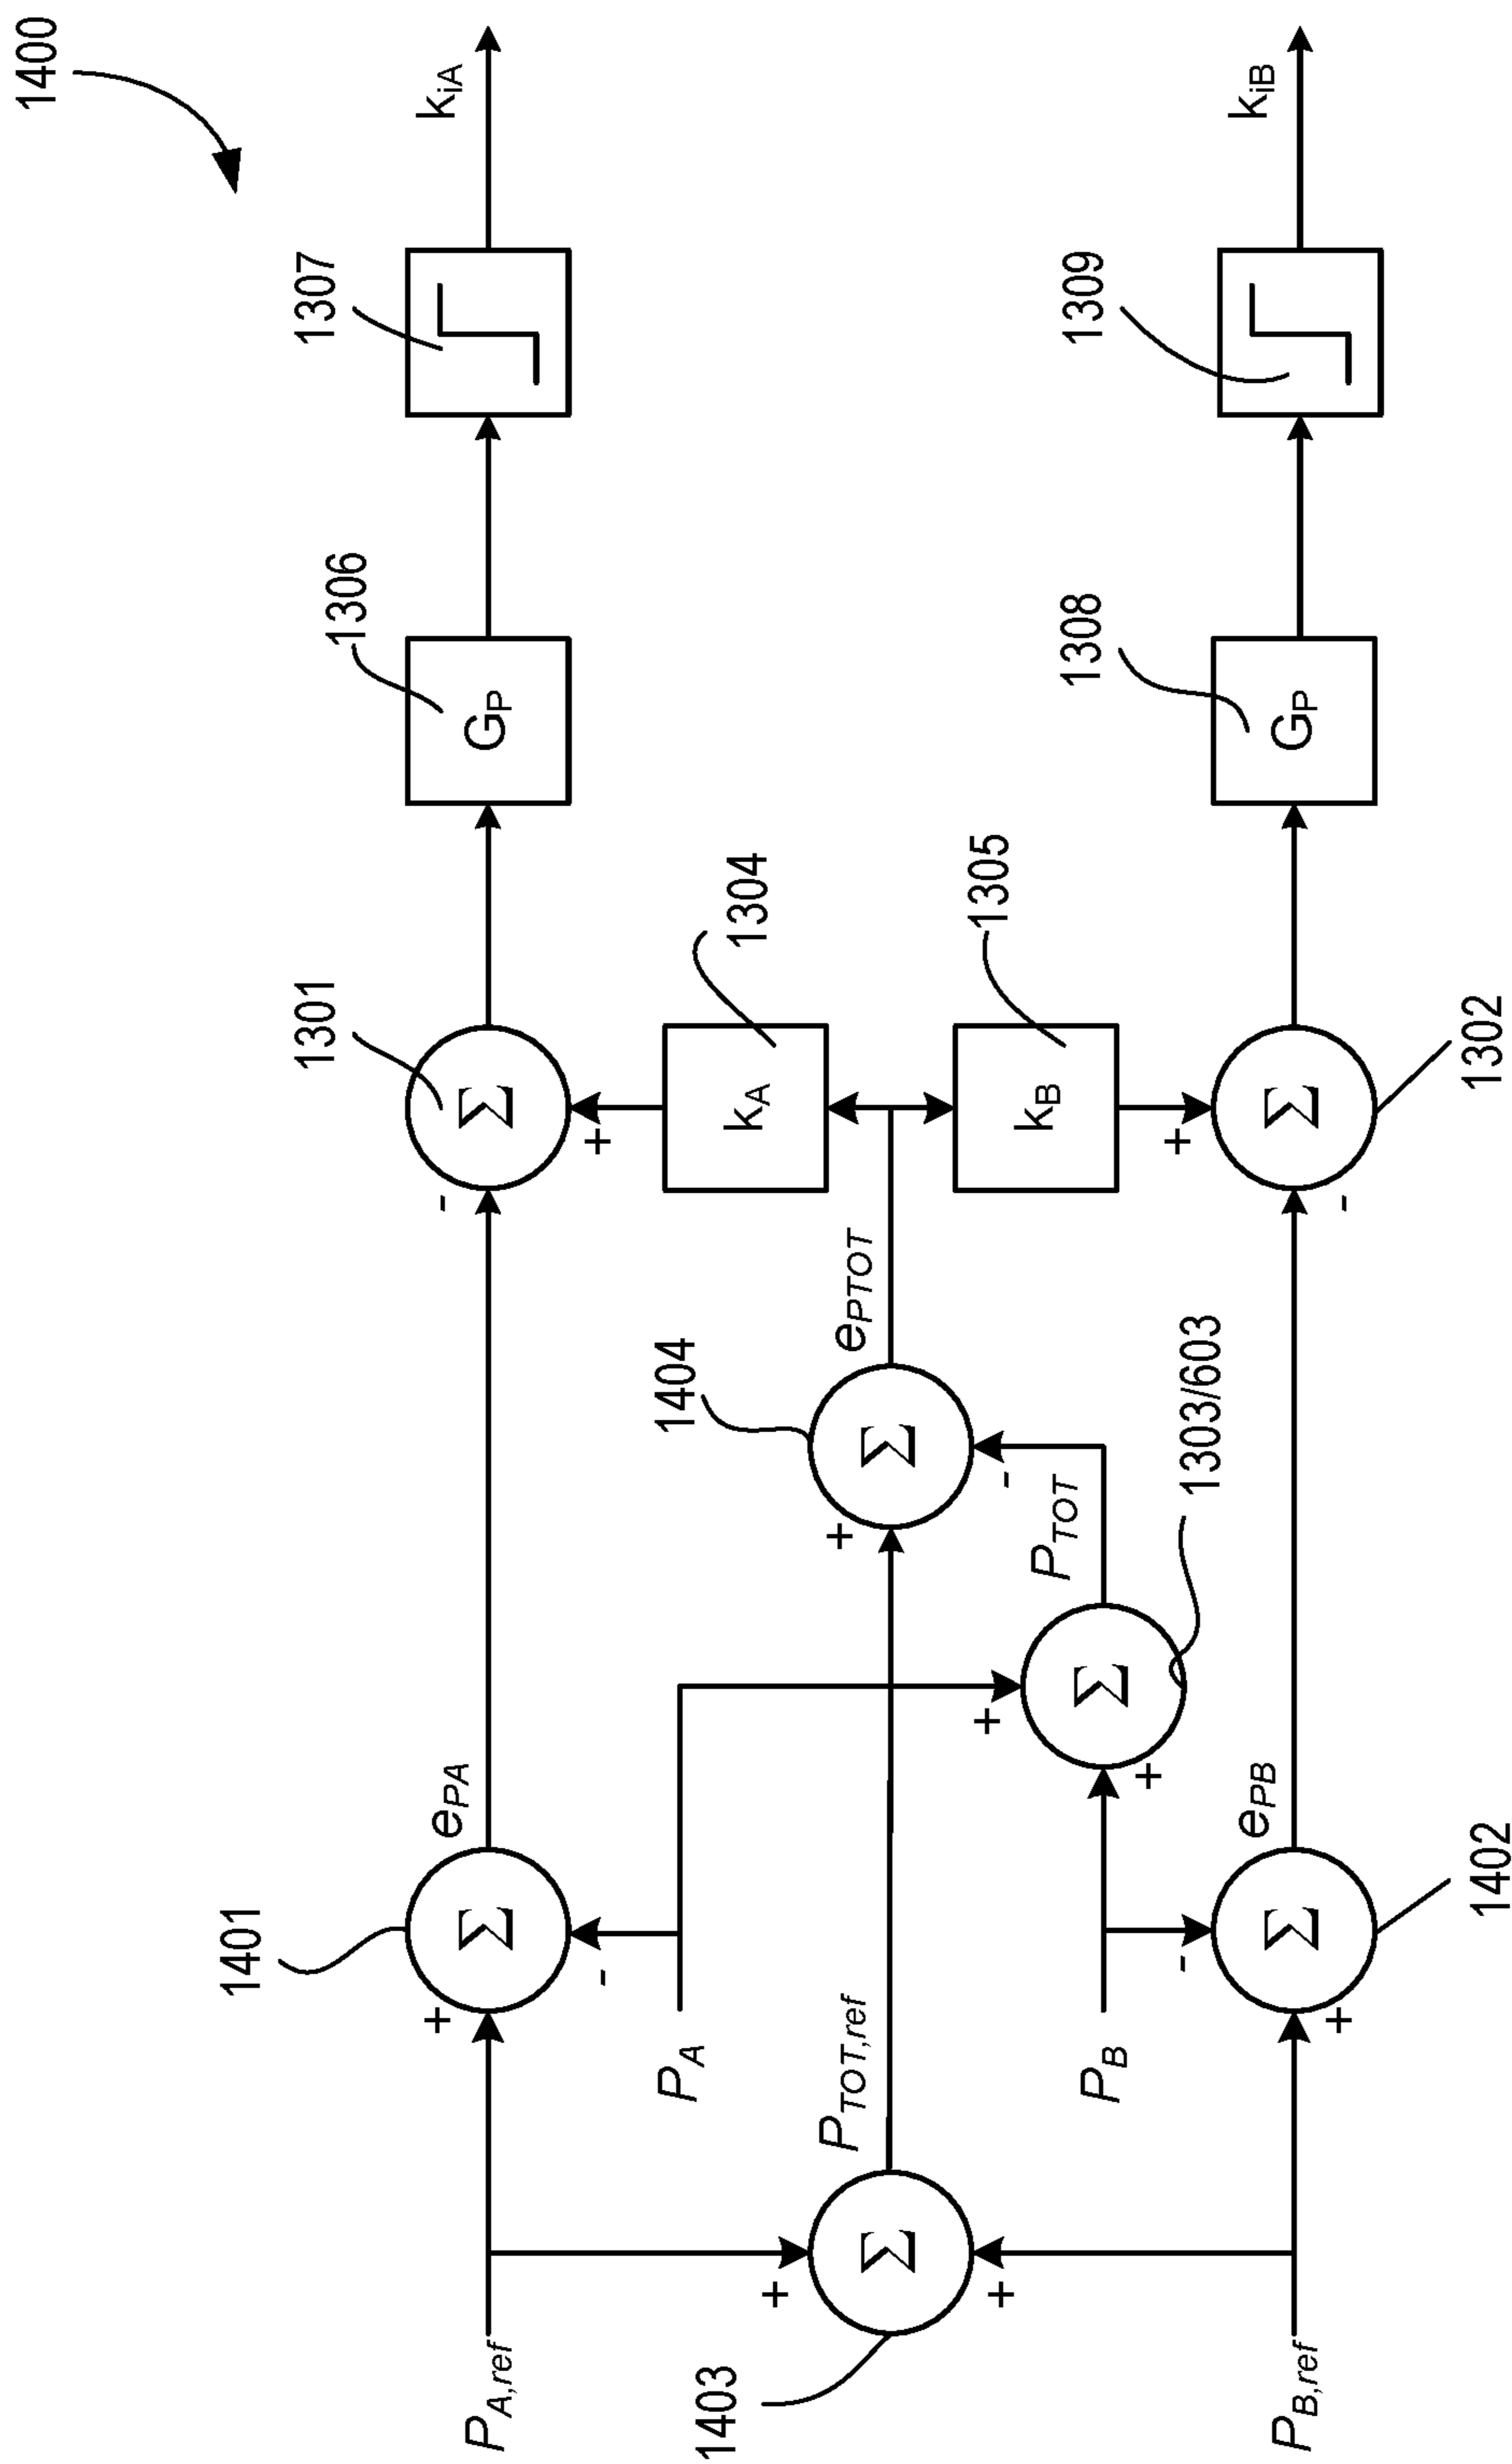 1400
P_A,ref
+
1401
+
-
Σ
e_PA
-
1301
Σ
+
1306
G_P
1307
k_iA
P_A
1403
+
Σ
+
P_TOT,ref
1404
+
Σ
-
e_PTOT
k_A
1304
k_B
1305
P_B
+
+
Σ
1303/603
P_TOT
P_B,ref
+
-
Σ
1402
e_PB
-
+
Σ
1302
G_P
1308
1309
k_iB